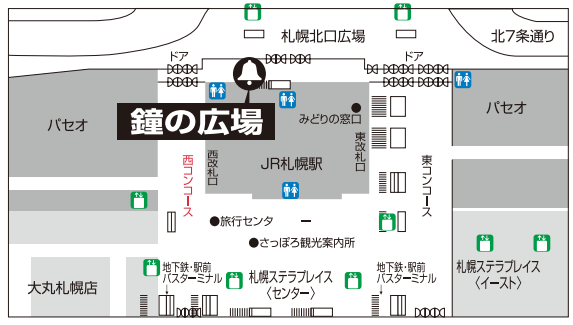 札幌北口広場
北7条通り
ドア
ドア
鐘の広場
パセオ
パセオ
みどりの窓口
西改札口
東改札口
JR札幌駅
西コンコース
東コンコース
●旅行センタ ー
●さっぽろ観光案内所
地下鉄・駅前
バスターミナル
札幌ステラプレイス
〈センター〉
地下鉄・駅前
バスターミナル
札幌ステラプレイス
〈イースト〉
大丸札幌店